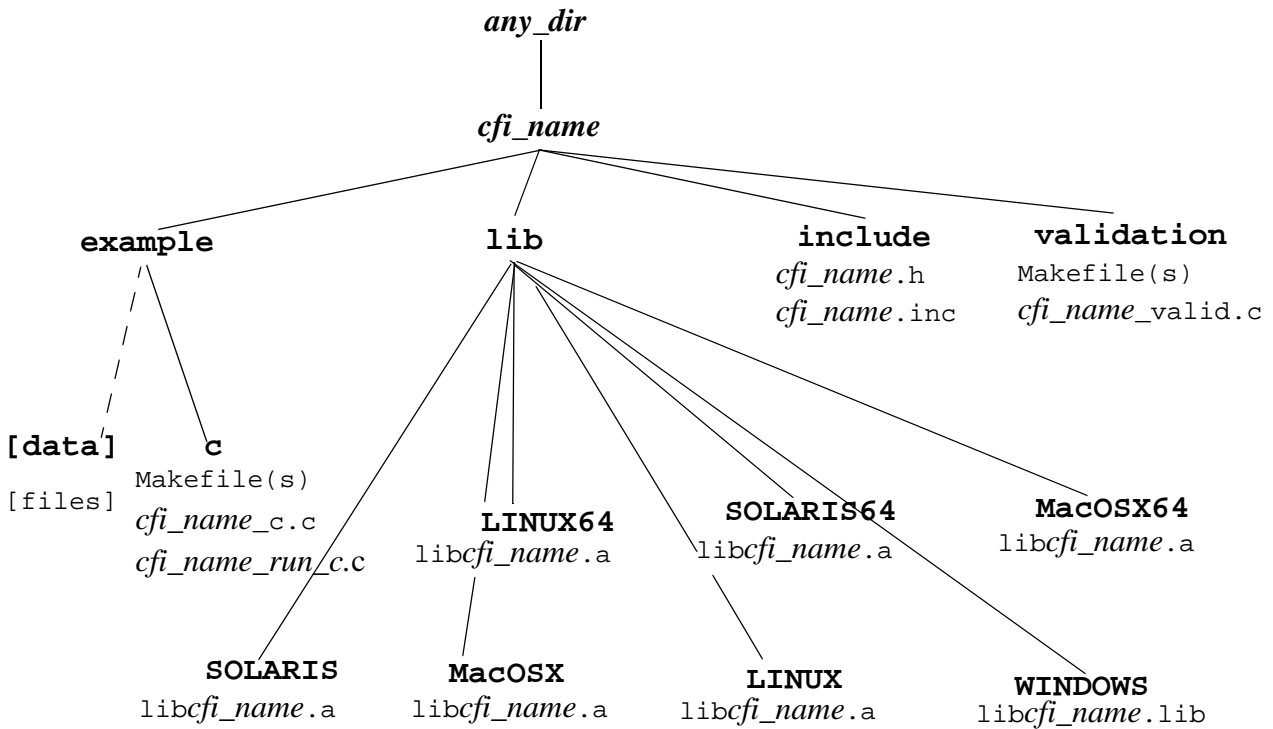 any_dir
cfi_name
example
lib
include
cfi_name.h
cfi_name.inc
validation
Makefile(s)
cfi_name_valid.c
[data]
[files]
c
Makefile(s)
cfi_name_c.c
cfi_name_run_c.c
LINUX64
libcfi_name.a
SOLARIS64
libcfi_name.a
MacOSX64
libcfi_name.a
SOLARIS
libcfi_name.a
MacOSX
libcfi_name.a
LINUX
libcfi_name.a
WINDOWS
libcfi_name.lib